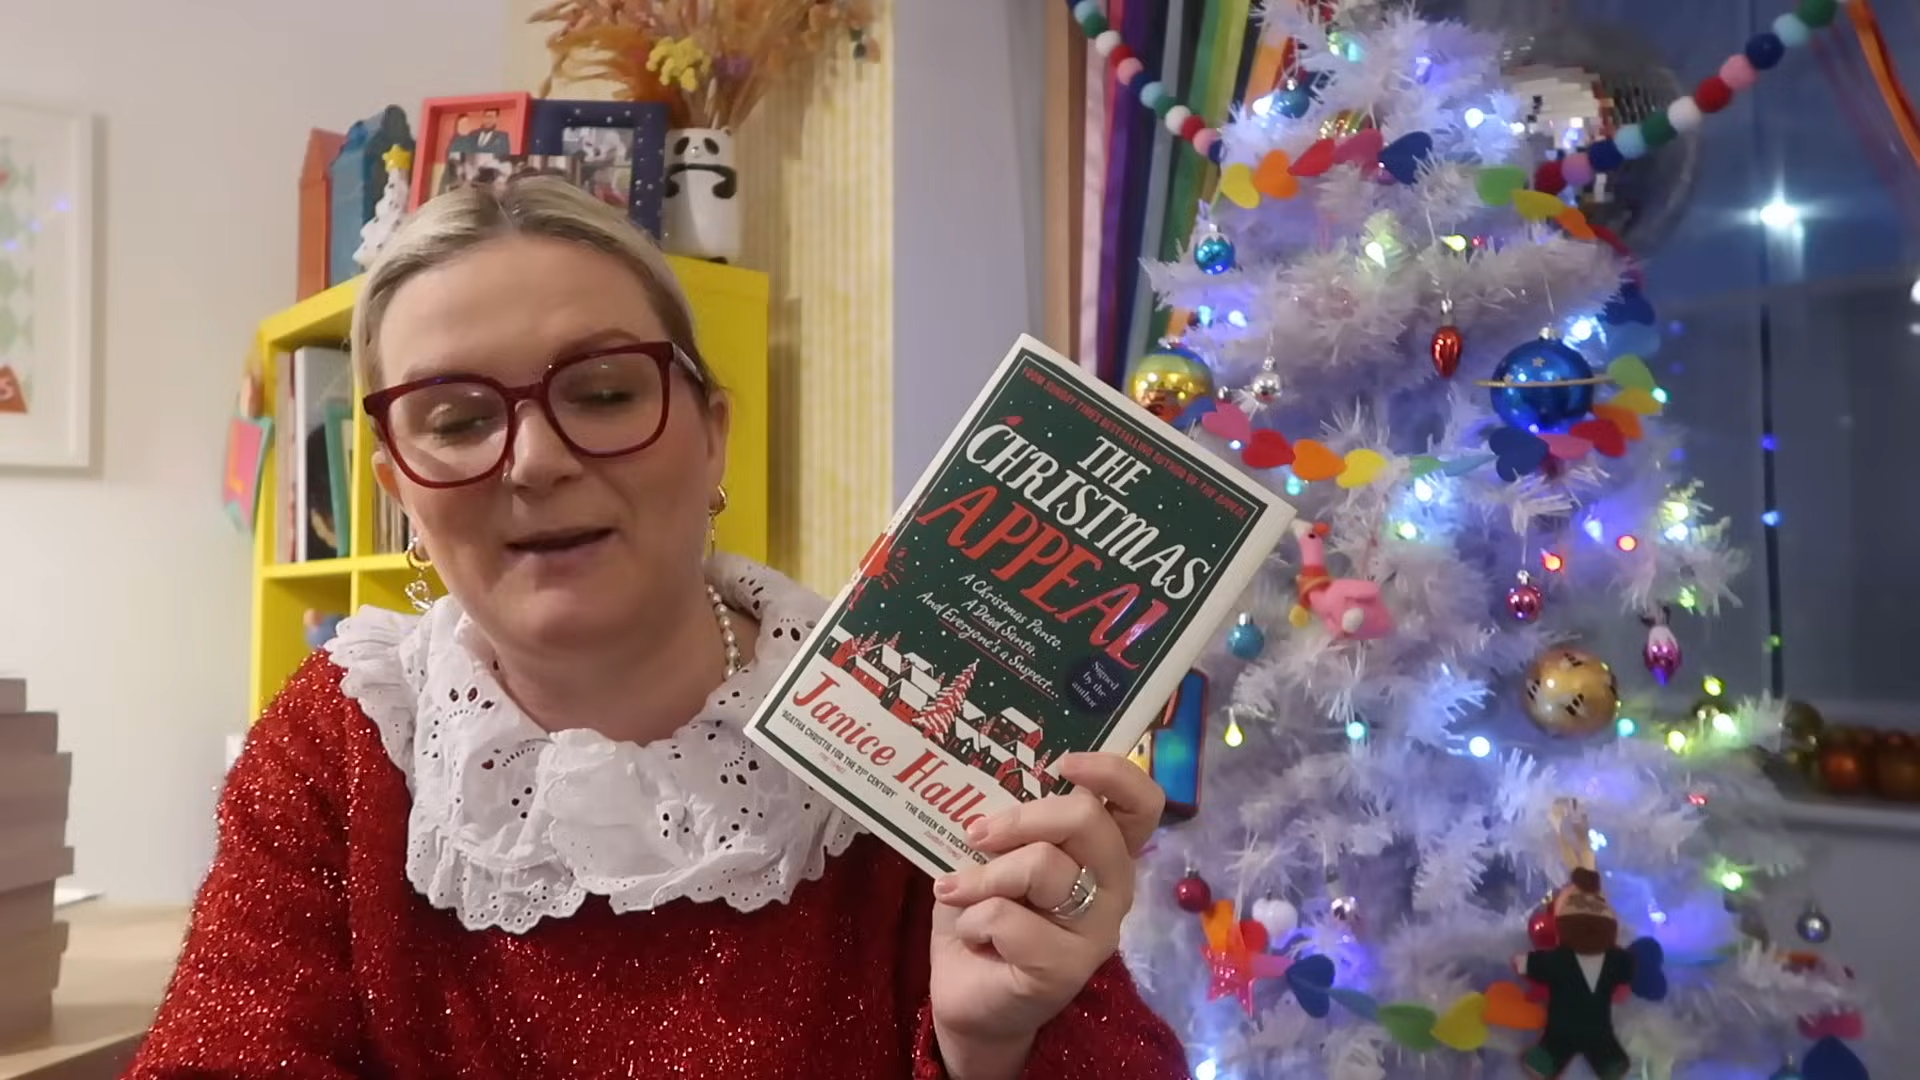 FROM SUNDAY TIMES BESTSELLING AUTHOR OF THE APPEAL
THE
CHRISTMAS
APPEAL
A Christmas Panto.
A Dead Santa.
And Everyone's a Suspect...
Signed
by the
author
Janice Halle
'AGATHA CHRISTIE FOR THE 21ST CENTURY'
'THE QUEEN OF TRICKSY